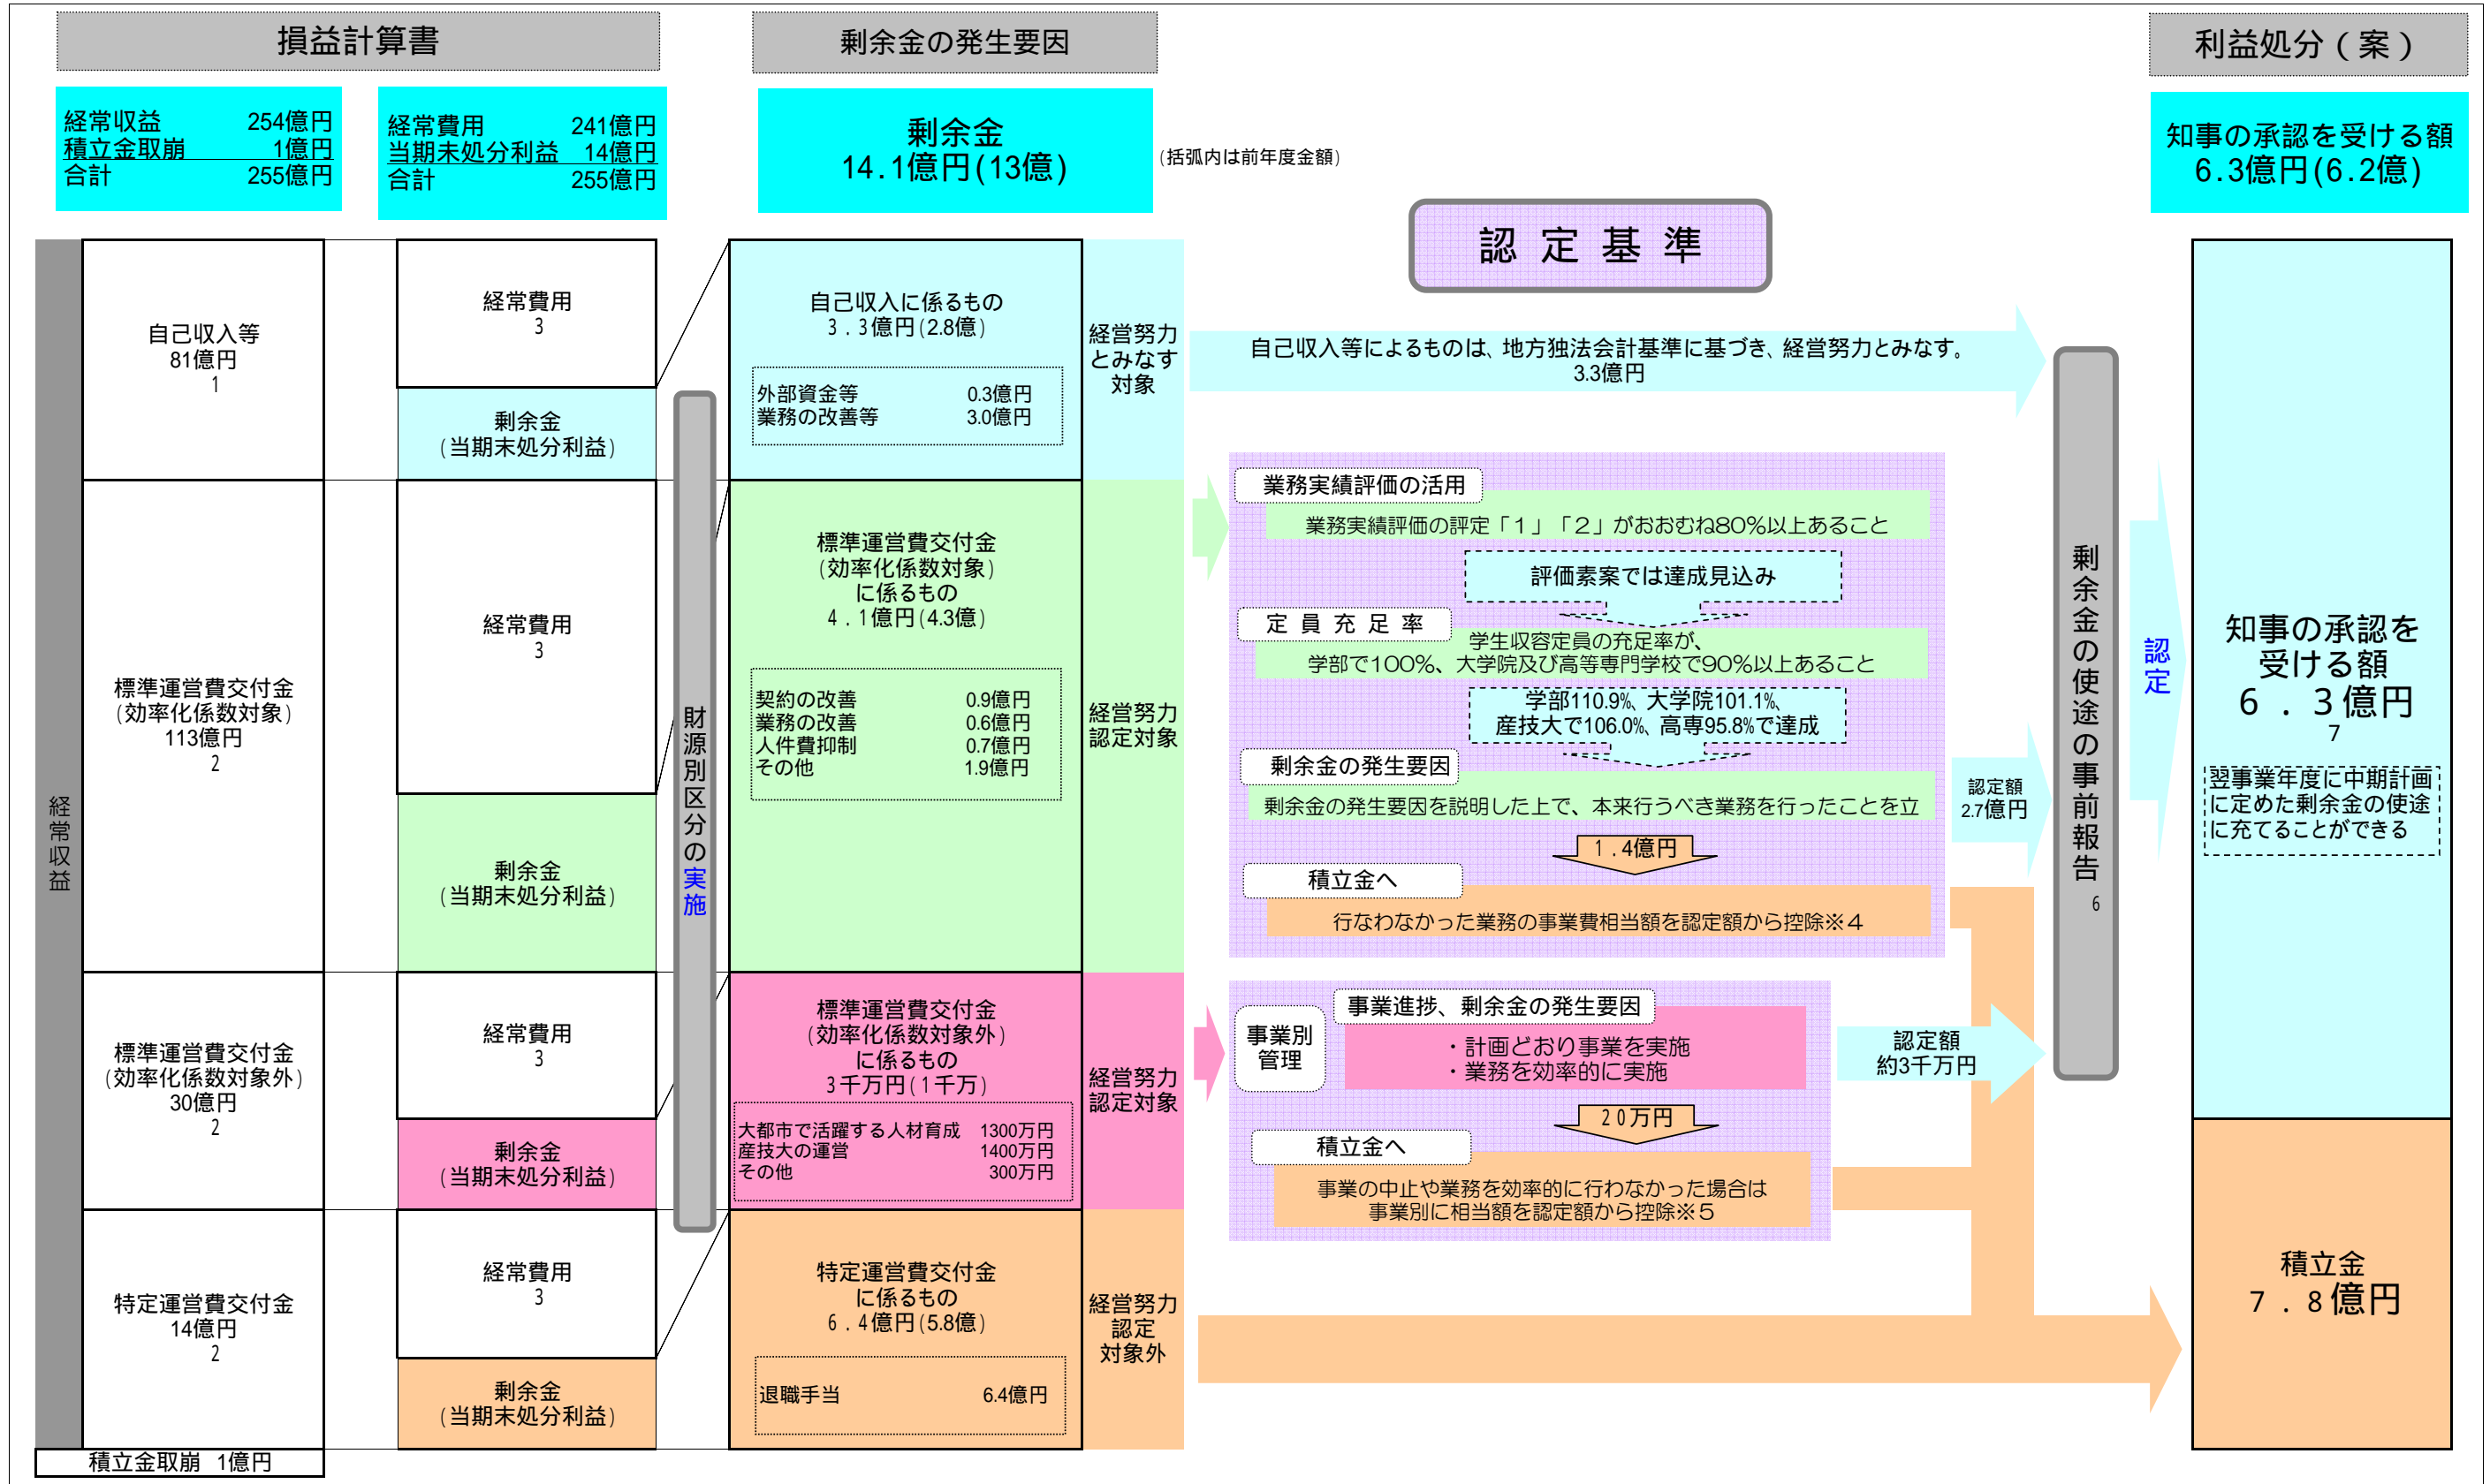 損益計算書
剰余金の発生要因
利益処分（案）
経常収益 254億円
積立金取崩 1億円
合計 255億円
経常費用 241億円
当期未処分利益 14億円
合計 255億円
剰余金
14.1億円(13億)
(括弧内は前年度金額)
知事の承認を受ける額
6.3億円(6.2億)
認定基準
経常収益
自己収入等
81億円
1
標準運営費交付金
(効率化係数対象)
113億円
2
標準運営費交付金
(効率化係数対象外)
30億円
2
特定運営費交付金
14億円
2
積立金取崩 1億円
経常費用
3
剰余金
(当期末処分利益)
経常費用
3
剰余金
(当期末処分利益)
経常費用
3
剰余金
(当期末処分利益)
経常費用
3
剰余金
(当期末処分利益)
財源別区分の実施
自己収入に係るもの
3．3億円(2.8億)
外部資金等 0.3億円
業務の改善等 3.0億円
経営努力
とみなす
対象
標準運営費交付金
(効率化係数対象)
に係るもの
4．1億円(4.3億)
契約の改善 0.9億円
業務の改善 0.6億円
人件費抑制 0.7億円
その他 1.9億円
経営努力
認定対象
標準運営費交付金
(効率化係数対象外)
に係るもの
3千万円(1千万)
大都市で活躍する人材育成 1300万円
産技大の運営 1400万円
その他 300万円
経営努力
認定対象
特定運営費交付金
に係るもの
6．4億円(5.8億)
退職手当 6.4億円
経営努力
認定
対象外
自己収入等によるものは、地方独法会計基準に基づき、経営努力とみなす。
3.3億円
業務実績評価の活用
業務実績評価の評定「１」「２」がおおむね80％以上あること
評価素案では達成見込み
定員充足率
学生収容定員の充足率が、
学部で100％、大学院及び高等専門学校で90％以上あること
学部110.9％、大学院101.1％、
産技大で106.0％、高専95.8％で達成
剰余金の発生要因
剰余金の発生要因を説明した上で、本来行うべき業務を行ったことを立
1．4億円
積立金へ
行なわなかった業務の事業費相当額を認定額から控除※４
認定額
2.7億円
事業別
管理
事業進捗、剰余金の発生要因
・計画どおり事業を実施
・業務を効率的に実施
20万円
積立金へ
事業の中止や業務を効率的に行わなかった場合は
事業別に相当額を認定額から控除※５
認定額
約3千万円
剰余金の使途の事前報告
6
認定
知事の承認を
受ける額
6．3億円
7
翌事業年度に中期計画
に定めた剰余金の使途
に充てることができる
積立金
7．8億円